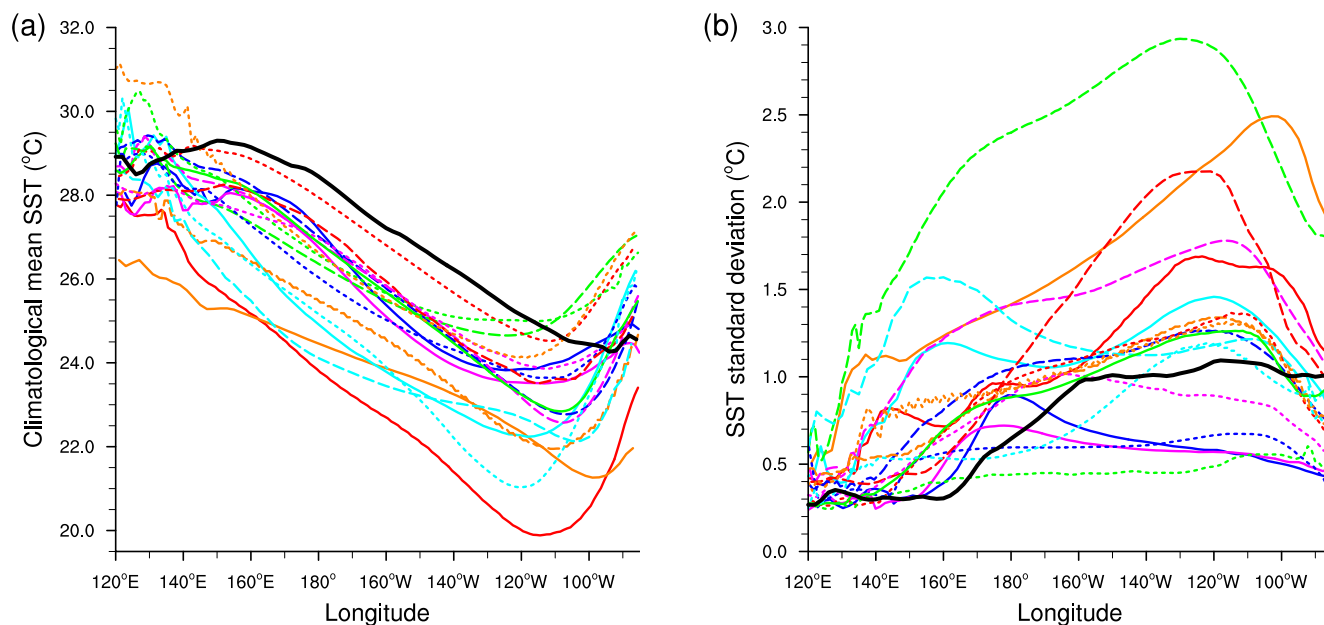 (a)
Climatological mean SST (°C)
32.0
30.0
28.0
26.0
24.0
22.0
20.0
120°E 140°E 160°E 180° 160°W 140°W 120°W 100°W
Longitude
(b)
SST standard deviation (°C)
3.0
2.5
2.0
1.5
1.0
0.5
0.0
120°E 140°E 160°E 180° 160°W 140°W 120°W 100°W
Longitude